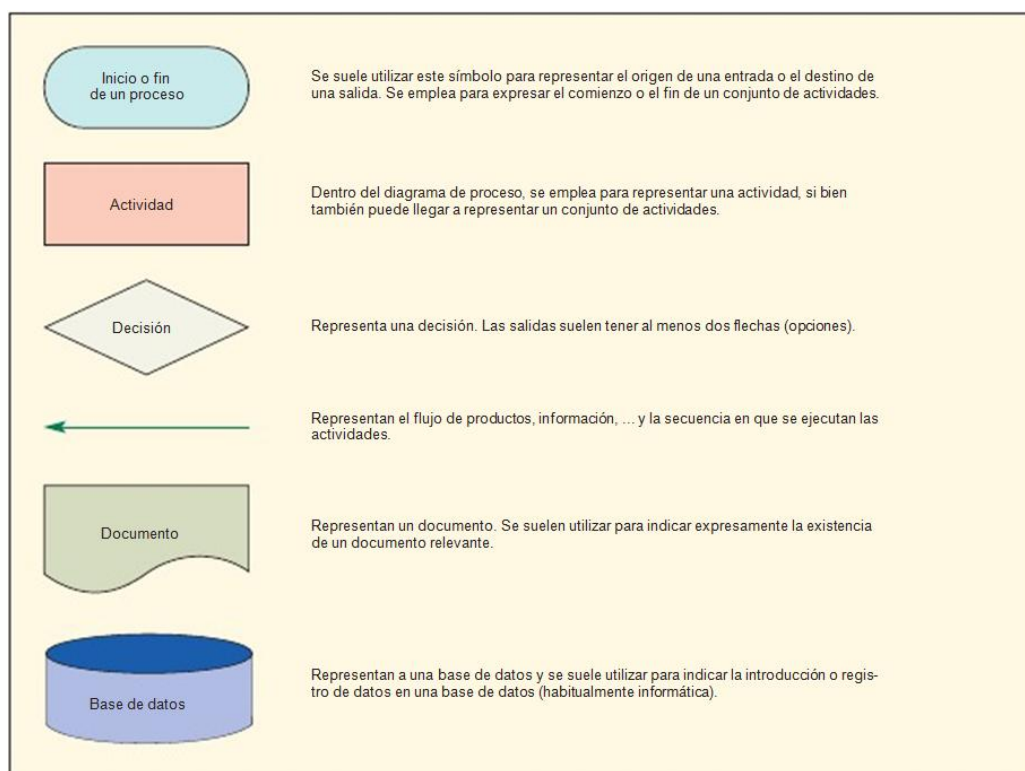 Inicio o fin
de un proceso
Se suele utilizar este símbolo para representar el origen de una entrada o el destino de
una salida. Se emplea para expresar el comienzo o el fin de un conjunto de actividades.
Actividad
Dentro del diagrama de proceso, se emplea para representar una actividad, si bien
también puede llegar a representar un conjunto de actividades.
Decisión
Representa una decisión. Las salidas suelen tener al menos dos flechas (opciones).
Representan el flujo de productos, información, ... y la secuencia en que se ejecutan las
actividades.
Documento
Representan un documento. Se suelen utilizar para indicar expresamente la existencia
de un documento relevante.
Base de datos
Representan a una base de datos y se suele utilizar para indicar la introducción o regis-
tro de datos en una base de datos (habitualmente informática).